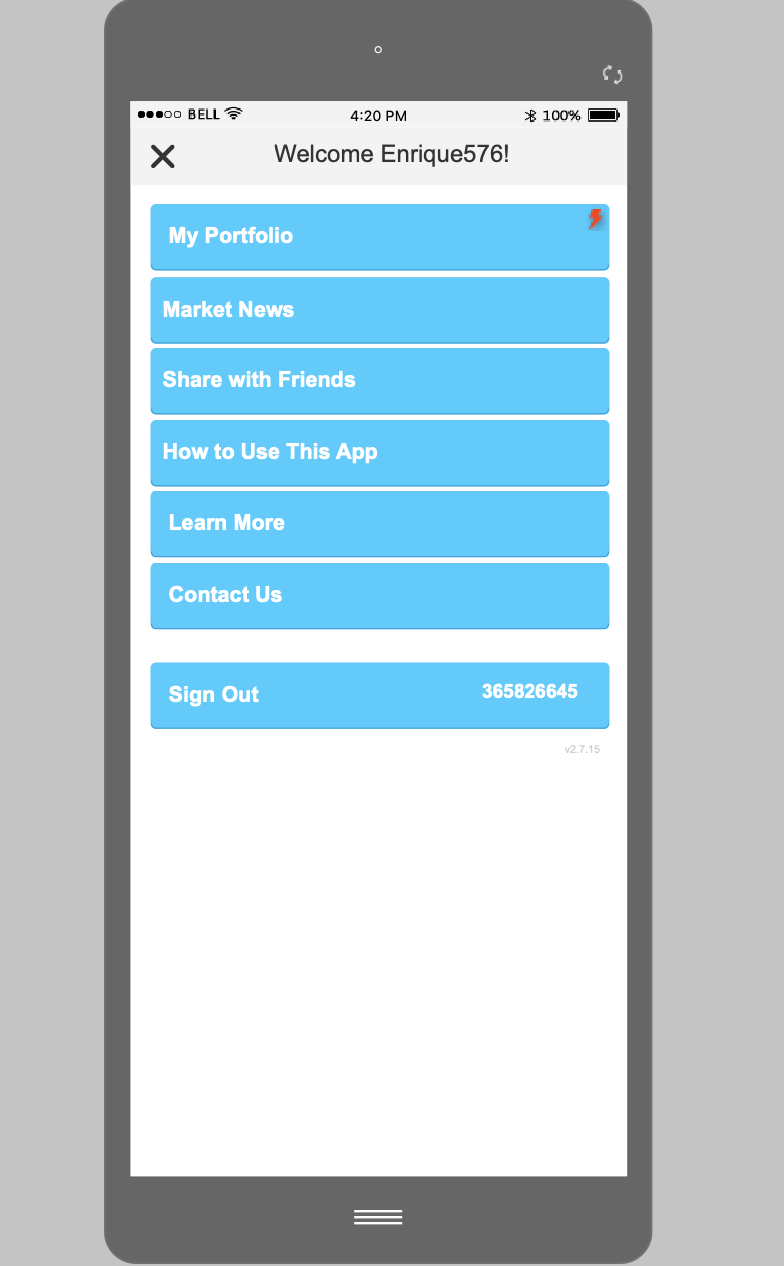 BELL 4:20 PM 100%
Welcome Enrique576!
My Portfolio
Market News
Share with Friends
How to Use This App
Learn More
Contact Us
Sign Out 365826645
v2.7.15